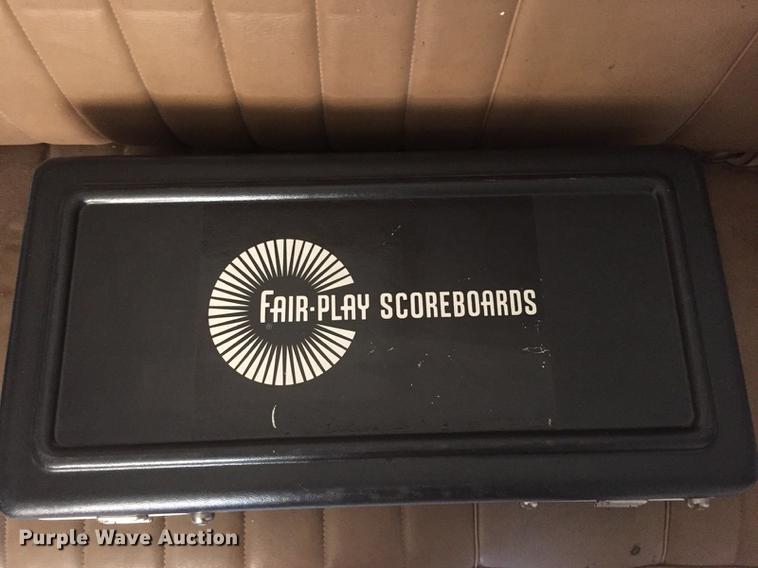 FAIR-PLAY SCOREBOARDS
®
Purple Wave Auction